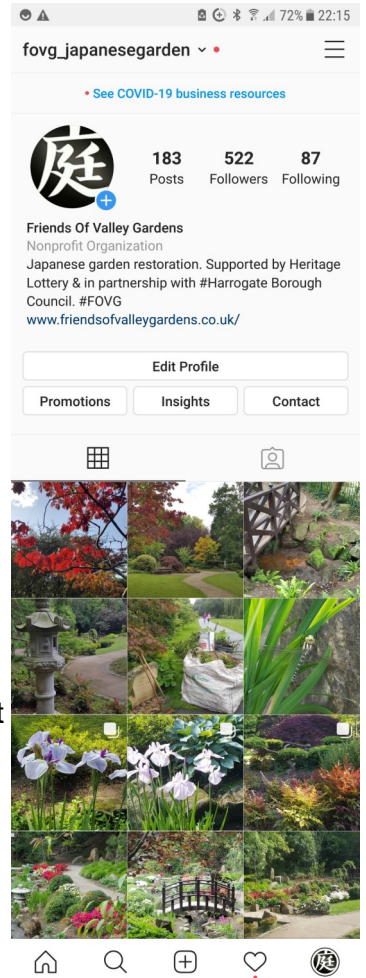 72% 22:15
fovg_japanesegarden
See COVID-19 business resources
庭
183 522 87
Posts Followers Following
Friends Of Valley Gardens
Nonprofit Organization
Japanese garden restoration. Supported by Heritage
Lottery & in partnership with #Harrogate Borough
Council. #FOVG
www.friendsofvalleygardens.co.uk/
Edit Profile
Promotions Insights Contact
t
庭